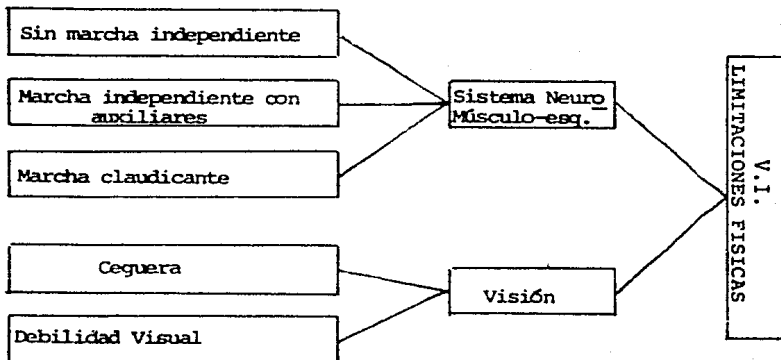 Sin marcha independiente
Marcha independiente con
auxiliares
Marcha claudicante
Ceguera
Debilidad Visual
Sistema Neuro
Músculo-esq.
Visión
V.I.
LIMITACIONES FISICAS